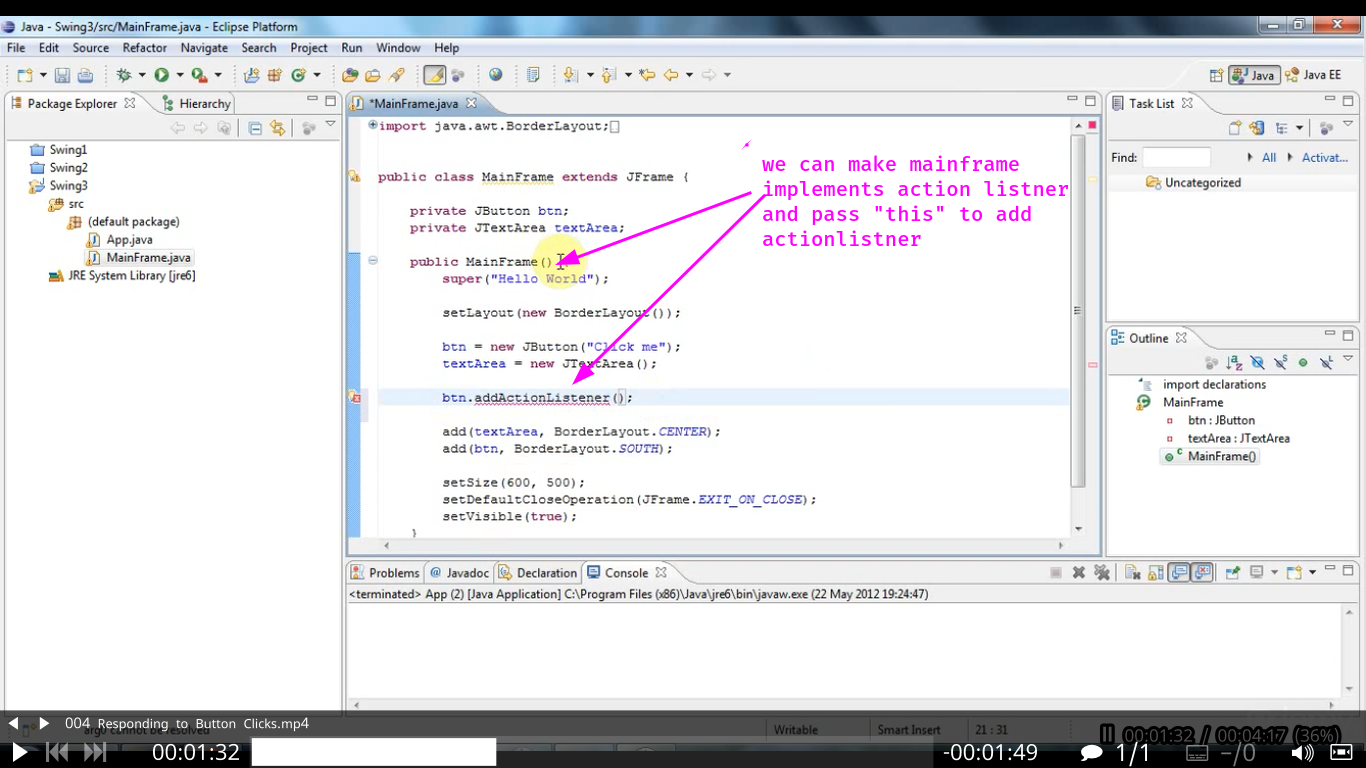 Java - Swing3/src/MainFrame.java - Eclipse Platform
File Edit Source Refactor Navigate Search Project Run Window Help
Java Java EE
Package Explorer Hierarchy
Swing1
Swing2
Swing3
src
(default package)
App.java
MainFrame.java
JRE System Library [jre6]
*MainFrame.java
import java.awt.BorderLayout;
public class MainFrame extends JFrame {
private JButton btn;
private JTextArea textArea;
public MainFrame()
super("Hello World");
setLayout(new BorderLayout());
btn = new JButton("Click me");
textArea = new JTextArea();
btn.addActionListener();
add(textArea, BorderLayout.CENTER);
add(btn, BorderLayout.SOUTH);
setSize(600, 500);
setDefaultCloseOperation(JFrame.EXIT_ON_CLOSE);
setVisible(true);
}
we can make mainframe
implements action listner
and pass "this" to add
actionlistner
Task List
Find: All Activat...
Uncategorized
Outline
import declarations
MainFrame
btn : JButton
textArea : JTextArea
MainFrame()
Problems @ Javadoc Declaration Console
<terminated> App (2) [Java Application] C:\Program Files (x86)\Java\jre6\bin\javaw.exe (22 May 2012 19:24:47)
004 Responding to Button Clicks.mp4
arg0 cannot be resolved Writable Smart Insert 21 : 31
00:01:32 / 00:04:17 (36%)
00:01:32 -00:01:49 1/1 -/0